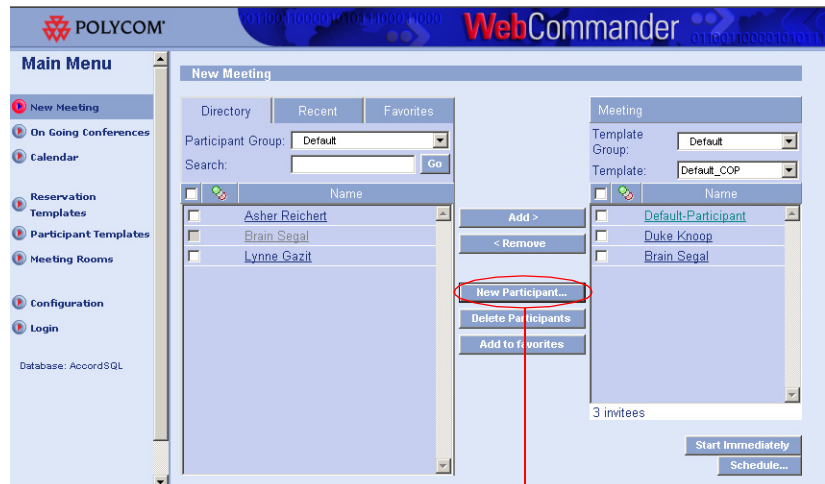 POLYCOM
WebCommander
Main Menu
New Meeting
On Going Conferences
Calendar
Reservation
Templates
Participant Templates
Meeting Rooms
Configuration
Login
Database: AccordSQL
New Meeting
Directory Recent Favorites
Participant Group: Default
Search: Go
Name
Asher Reichert
Brain Segal
Lynne Gazit
Add >
< Remove
New Participant...
Delete Participants
Add to favorites
Meeting
Template
Group: Default
Template: Default_COP
Name
Default-Participant
Duke Knoop
Brain Segal
3 invitees
Start Immediately
Schedule...